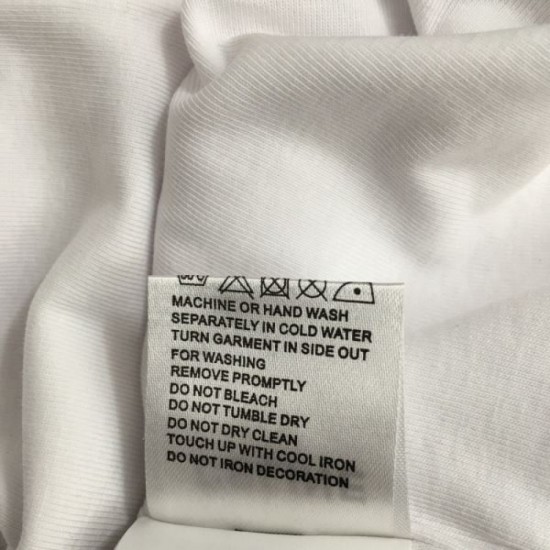 MACHINE OR HAND WASH
SEPARATELY IN COLD WATER
TURN GARMENT IN SIDE OUT
FOR WASHING
REMOVE PROMPTLY
DO NOT BLEACH
DO NOT TUMBLE DRY
DO NOT DRY CLEAN
TOUCH UP WITH COOL IRON
DO NOT IRON DECORATION